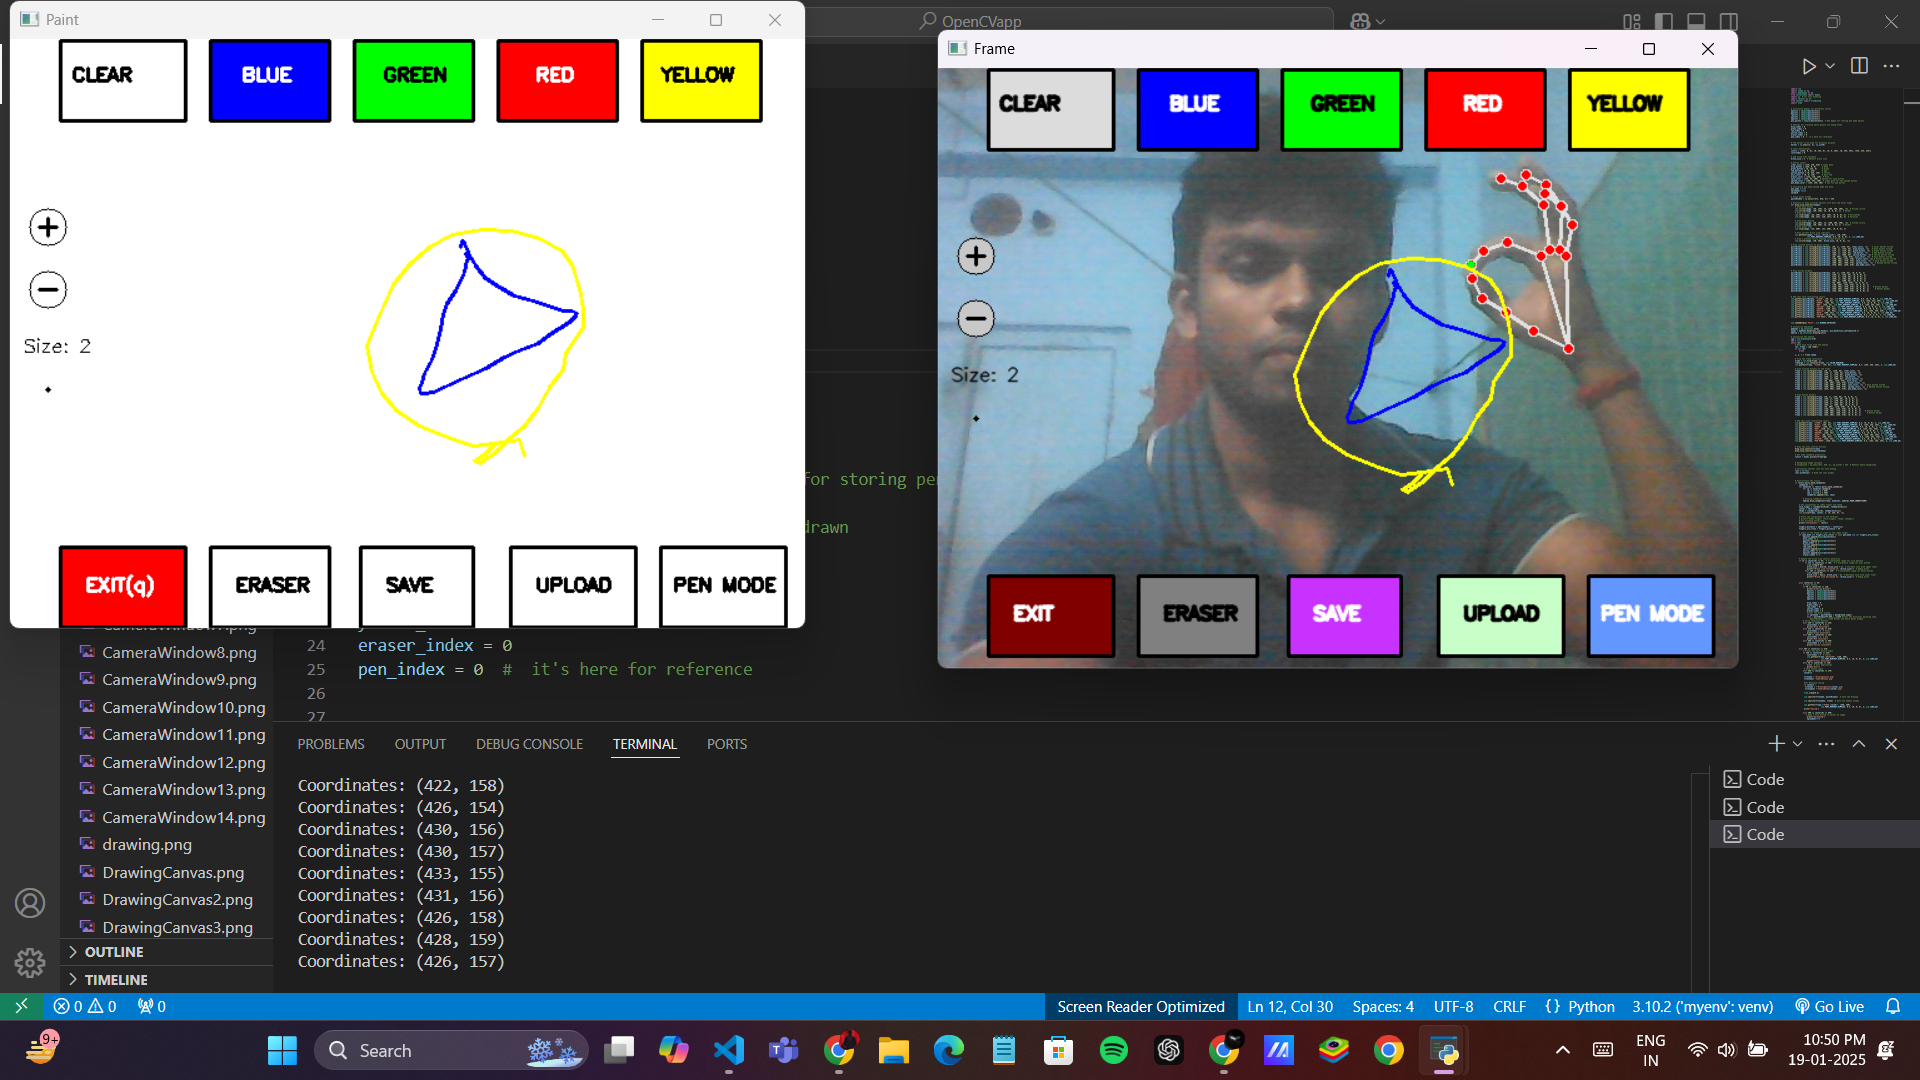 Paint
CLEAR
BLUE
GREEN
RED
YELLOW
+
−
Size: 2
EXIT(q)
ERASER
SAVE
UPLOAD
PEN MODE
OpenCVapp
Frame
CLEAR
BLUE
GREEN
RED
YELLOW
+
−
Size: 2
EXIT
ERASER
SAVE
UPLOAD
PEN MODE
for storing pe
drawn
24 eraser_index = 0
25 pen_index = 0 # it's here for reference
26
27
CameraWindow8.png
CameraWindow9.png
CameraWindow10.png
CameraWindow11.png
CameraWindow12.png
CameraWindow13.png
CameraWindow14.png
drawing.png
DrawingCanvas.png
DrawingCanvas2.png
DrawingCanvas3.png
OUTLINE
TIMELINE
PROBLEMS OUTPUT DEBUG CONSOLE TERMINAL PORTS
Coordinates: (422, 158)
Coordinates: (426, 154)
Coordinates: (430, 156)
Coordinates: (430, 157)
Coordinates: (433, 155)
Coordinates: (431, 156)
Coordinates: (426, 158)
Coordinates: (428, 159)
Coordinates: (426, 157)
Code
Code
Code
0 0 0 Screen Reader Optimized Ln 12, Col 30 Spaces: 4 UTF-8 CRLF {} Python 3.10.2 ('myenv': venv) Go Live
9+ Search ENG IN 10:50 PM
19-01-2025